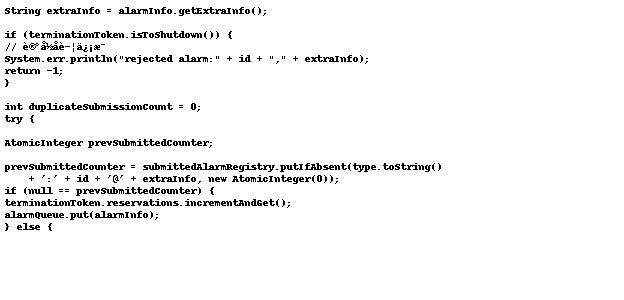 String extraInfo = alarmInfo.getExtraInfo();
if (terminationToken.isToShutdown()) {
//
System.err.println("rejected alarm:" + id + "," + extraInfo);
return -1;
}
int duplicateSubmissionCount = 0;
try {
AtomicInteger prevSubmittedCounter;
prevSubmittedCounter = submittedAlarmRegistry.putIfAbsent(type.toString()
+ ':' + id + '@' + extraInfo, new AtomicInteger(0));
if (null == prevSubmittedCounter) {
terminationToken.reservations.incrementAndGet();
alarmQueue.put(alarmInfo);
} else {